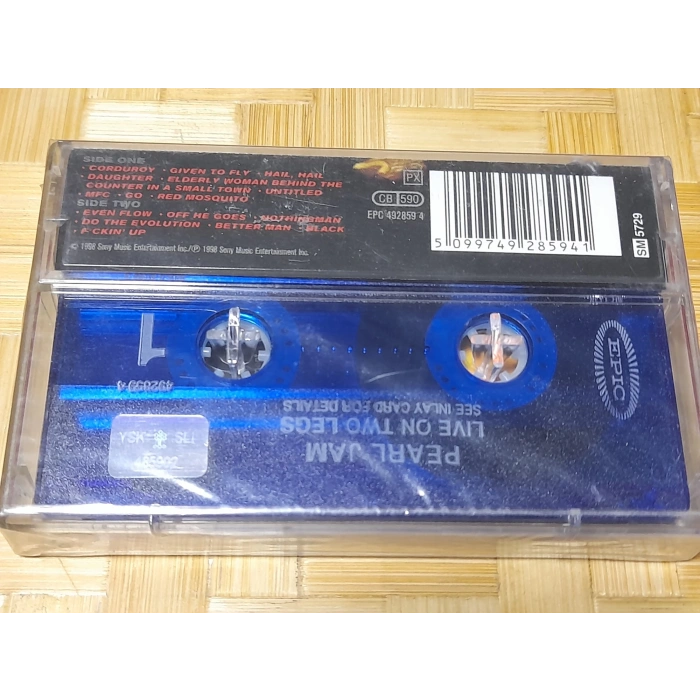 SIDE ONE
· CORDUROY · GIVEN TO FLY · HAIL, HAIL
DAUGHTER · ELDERLY WOMAN BEHIND THE
COUNTER IN A SMALL TOWN · UNTITLED
· MFC · GO · RED MOSQUITO
SIDE TWO
· EVEN FLOW · OFF HE GOES · NOTHINGMAN
DO THE EVOLUTION · BETTER MAN · BLACK
F*CKIN' UP
© 1998 Sony Music Entertainment Inc./℗ 1998 Sony Music Entertainment Inc.
PX
CB 590
EPC 492859 4
5 099749 285941
SM 5729
1
492859 4
EPIC
PEARL JAM
LIVE ON TWO LEGS
SEE INLAY CARD FOR DETAILS